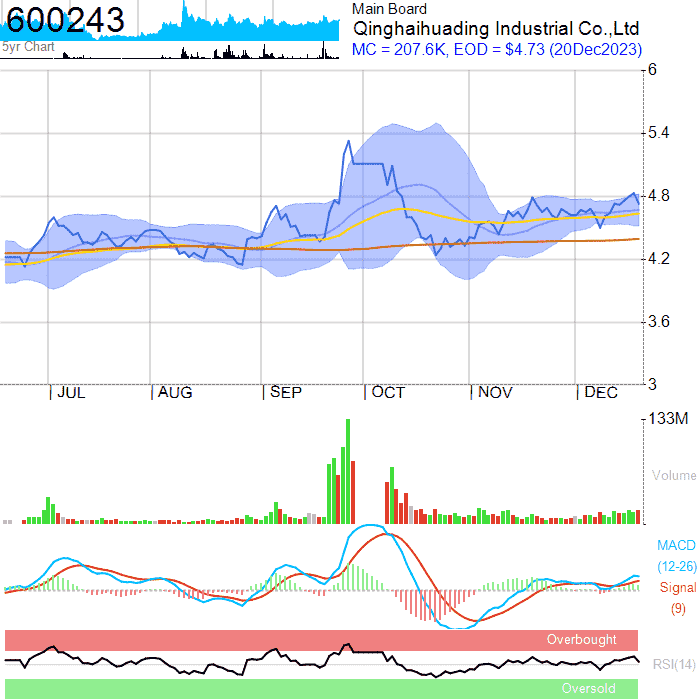 600243
5yr Chart
Main Board
Qinghaihuading Industrial Co.,Ltd
MC = 207.6K, EOD = $4.73 (20Dec2023)
6
5.4
4.8
4.2
3.6
3
JUL AUG SEP OCT NOV DEC
133M
Volume
MACD
(12-26)
Signal
(9)
Overbought
RSI(14)
Oversold